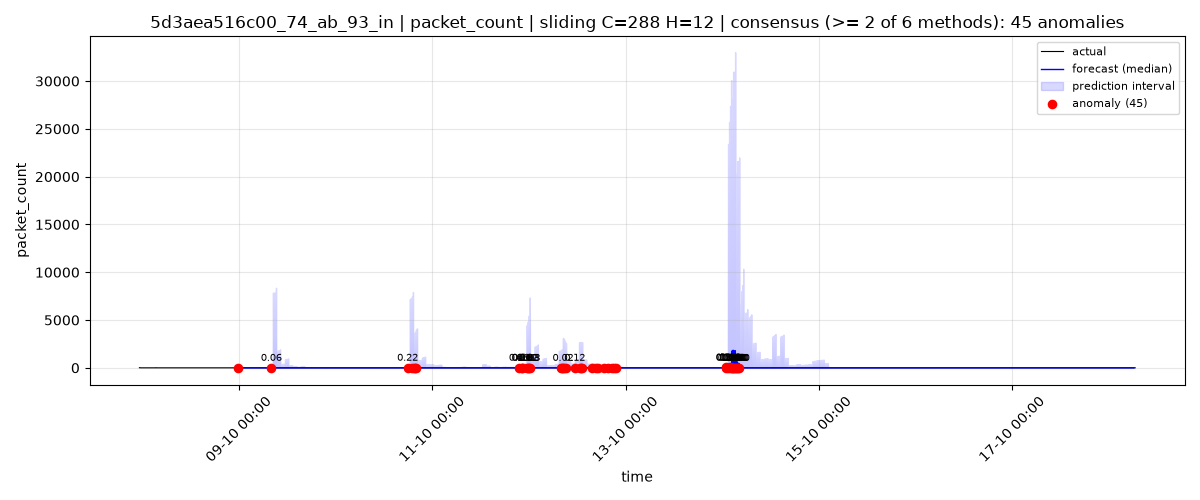 5d3aea516c00_74_ab_93_in | packet_count | sliding C=288 H=12 | consensus (>= 2 of 6 methods): 45 anomalies
actual
forecast (median)
prediction interval
anomaly (45)
packet_count
30000
25000
20000
15000
10000
5000
0
0.06
0.22
0.02
0.12
09-10 00:00
11-10 00:00
13-10 00:00
15-10 00:00
17-10 00:00
time